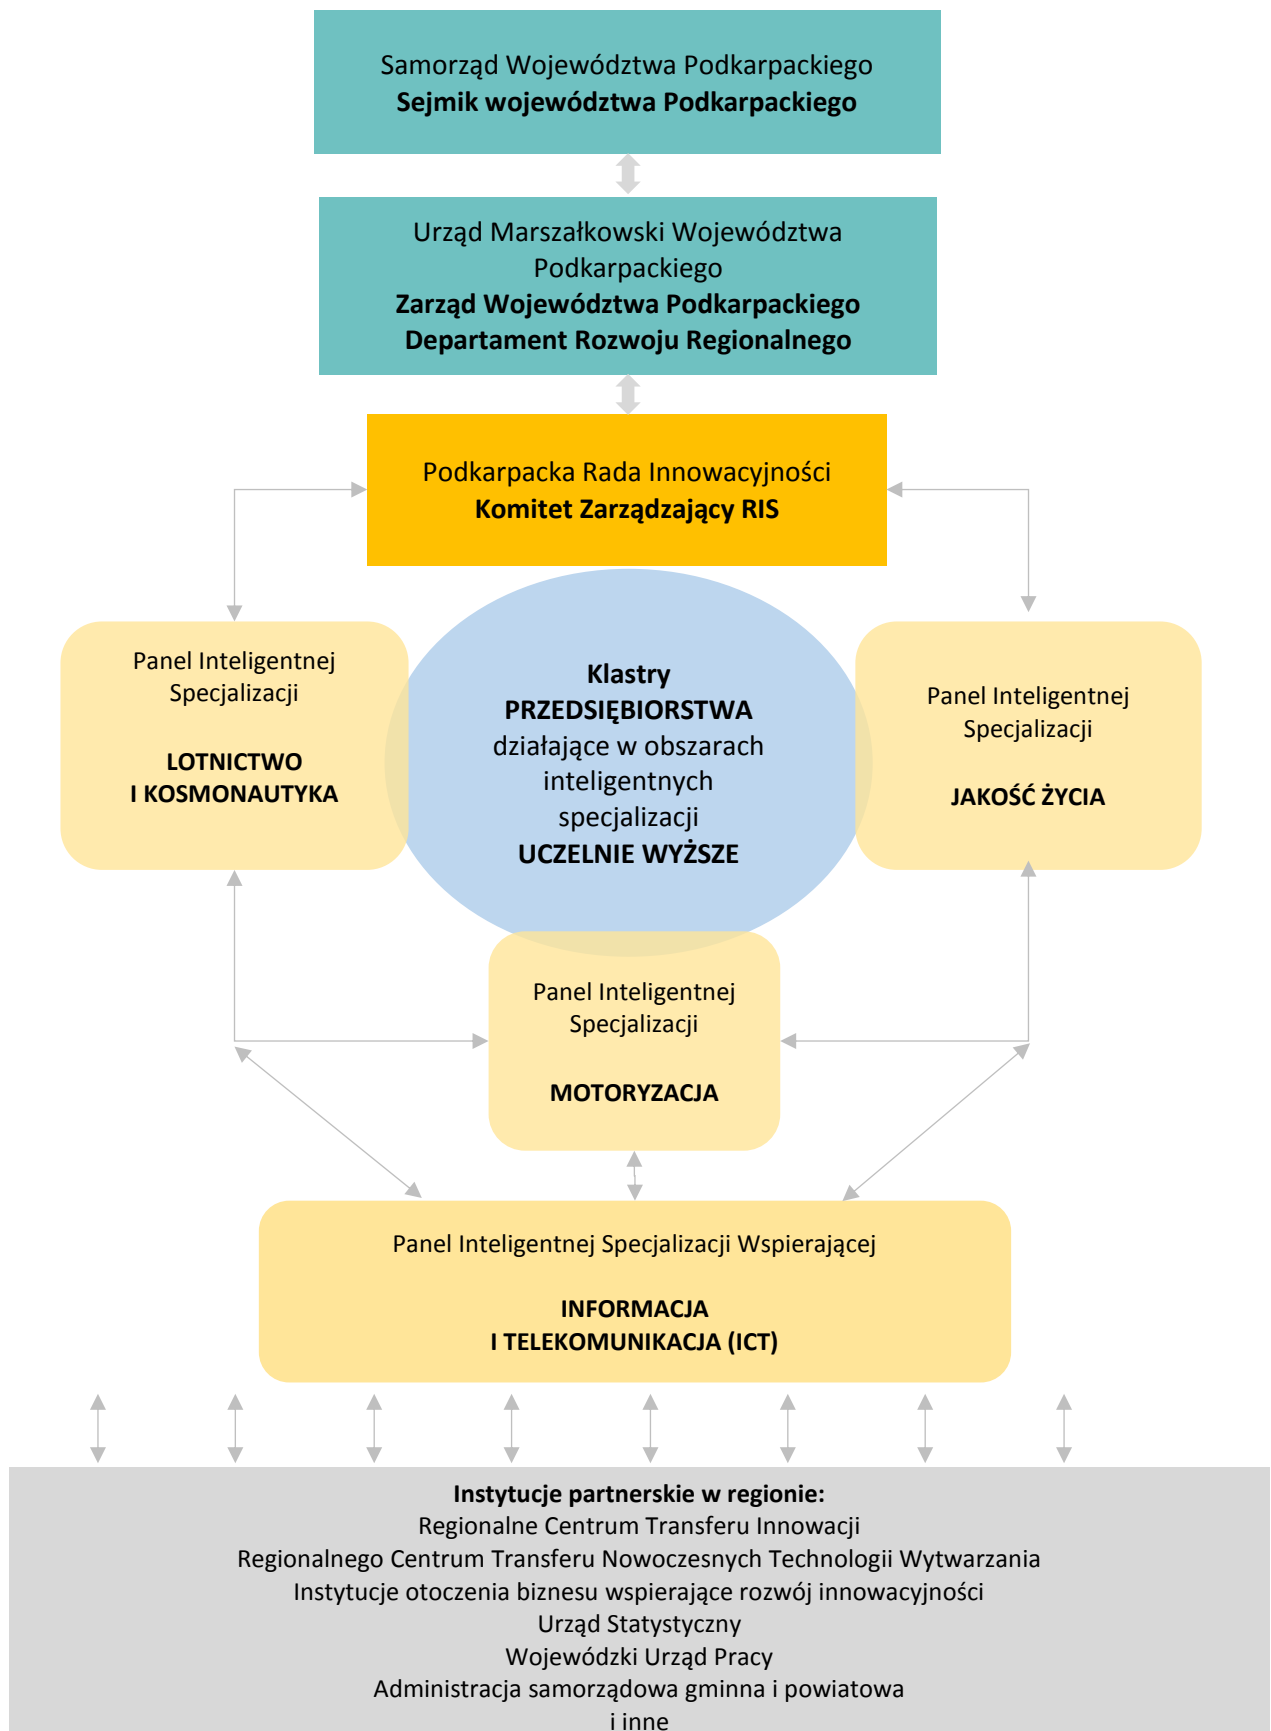 Samorząd Województwa Podkarpackiego
Sejmik województwa Podkarpackiego
Urząd Marszałkowski Województwa
Podkarpackiego
Zarząd Województwa Podkarpackiego
Departament Rozwoju Regionalnego
Podkarpacka Rada Innowacyjności
Komitet Zarządzający RIS
Panel Inteligentnej
Specjalizacji
LOTNICTWO
I KOSMONAUTYKA
Klastry
PRZEDSIĘBIORSTWA
działające w obszarach
inteligentnych
specjalizacji
UCZELNIE WYŻSZE
Panel Inteligentnej
Specjalizacji
JAKOŚĆ ŻYCIA
Panel Inteligentnej
Specjalizacji
MOTORYZACJA
Panel Inteligentnej Specjalizacji Wspierającej
INFORMACJA
I TELEKOMUNIKACJA (ICT)
Instytucje partnerskie w regionie:
Regionalne Centrum Transferu Innowacji
Regionalnego Centrum Transferu Nowoczesnych Technologii Wytwarzania
Instytucje otoczenia biznesu wspierające rozwój innowacyjności
Urząd Statystyczny
Wojewódzki Urząd Pracy
Administracja samorządowa gminna i powiatowa
i inne